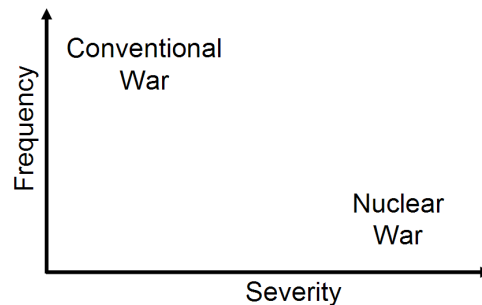 Conventional
War
Frequency
Nuclear
War
Severity